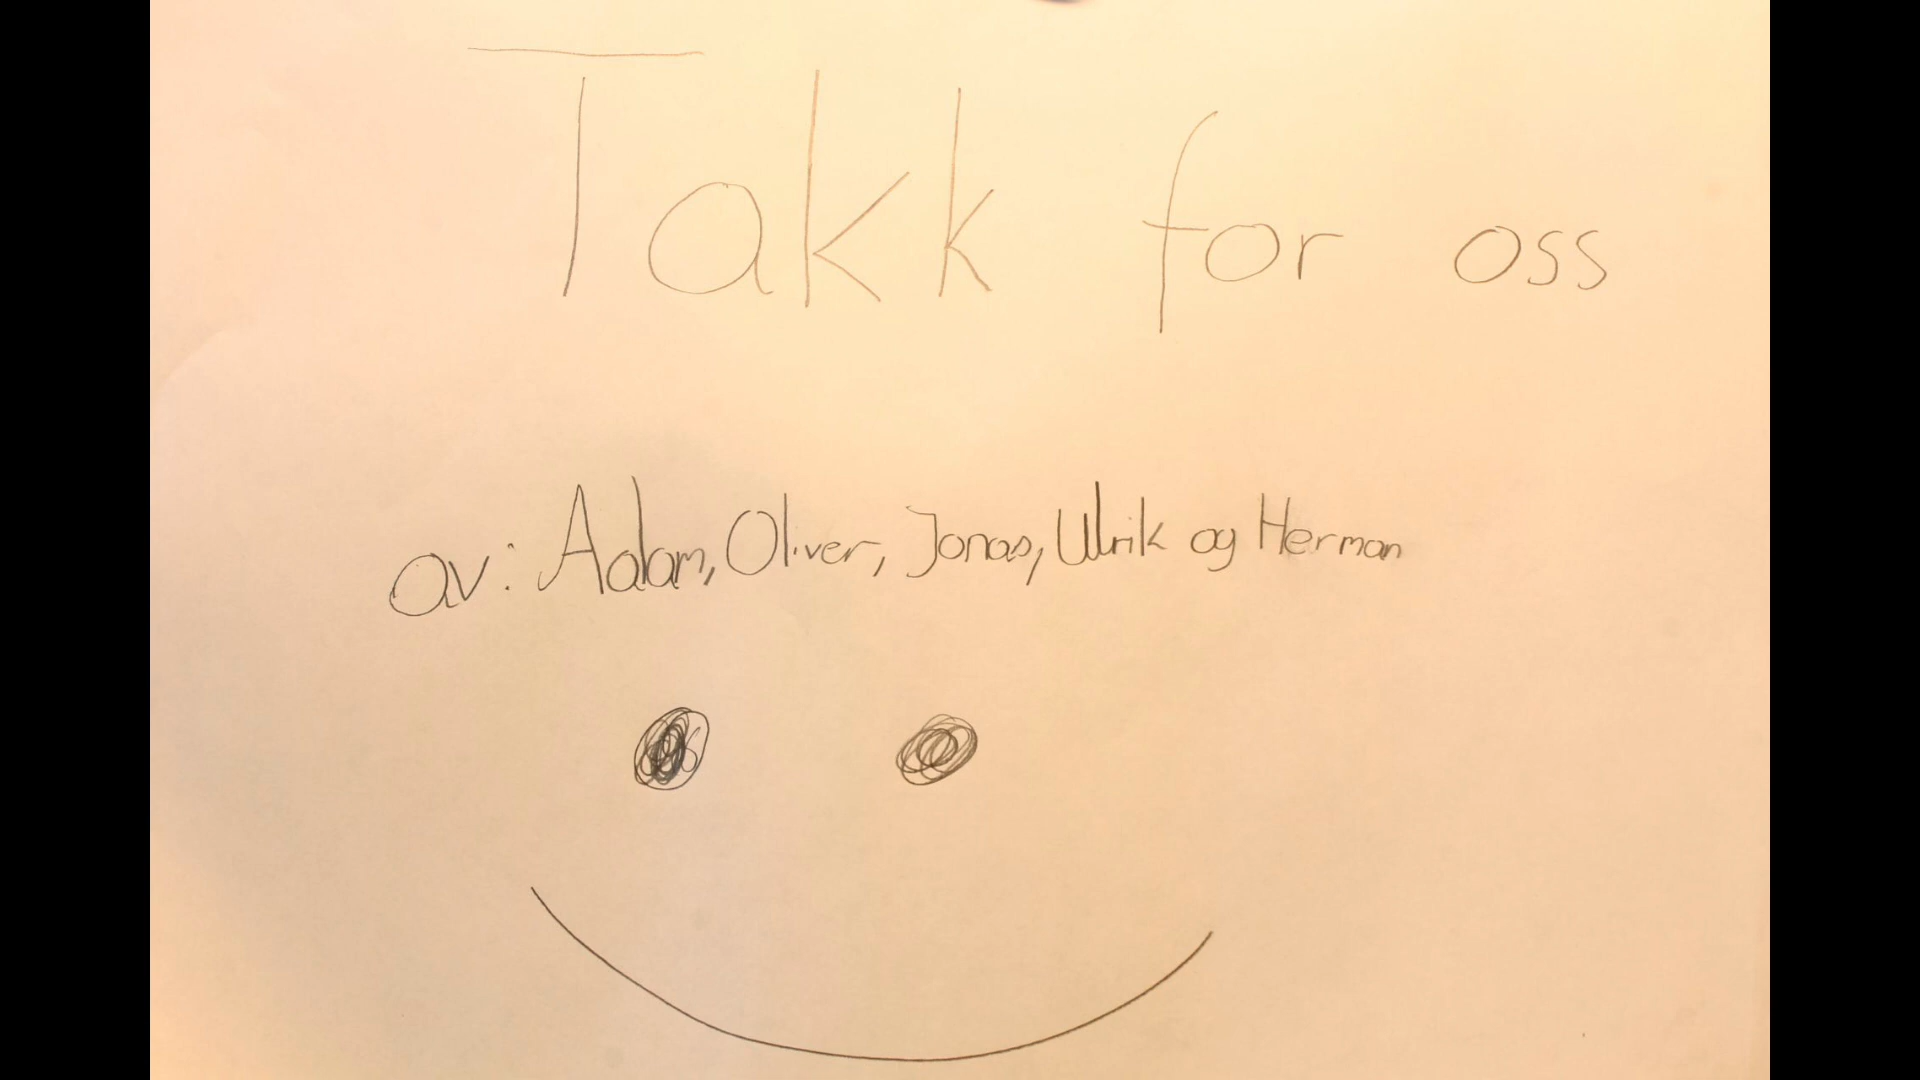 Takk for oss
av: Adam, Oliver, Jonas, Ulrik og Herman